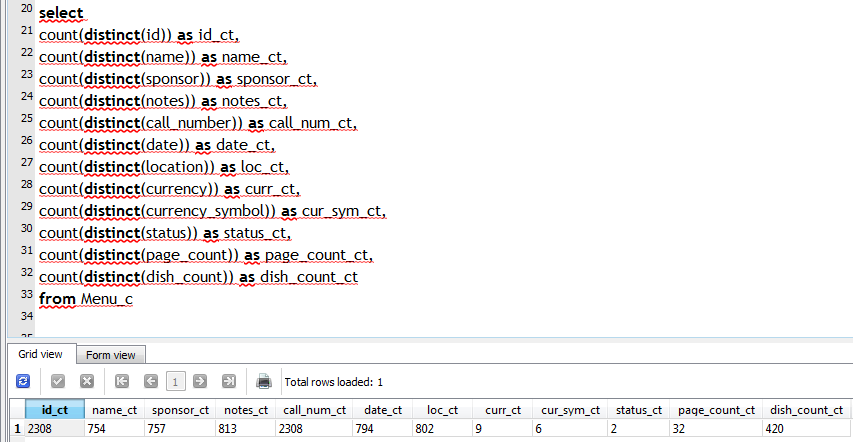 20 select
21 count(distinct(id)) as id_ct,
22 count(distinct(name)) as name_ct,
23 count(distinct(sponsor)) as sponsor_ct,
24 count(distinct(notes)) as notes_ct,
25 count(distinct(call_number)) as call_num_ct,
26 count(distinct(date)) as date_ct,
27 count(distinct(location)) as loc_ct,
28 count(distinct(currency)) as curr_ct,
29 count(distinct(currency_symbol)) as cur_sym_ct,
30 count(distinct(status)) as status_ct,
31 count(distinct(page_count)) as page_count_ct,
32 count(distinct(dish_count)) as dish_count_ct
33 from Menu_c
34
35
Grid view Form view
1 Total rows loaded: 1
id_ct name_ct sponsor_ct notes_ct call_num_ct date_ct loc_ct curr_ct cur_sym_ct status_ct page_count_ct dish_count_ct
1 2308 754 757 813 2308 794 802 9 6 2 32 420